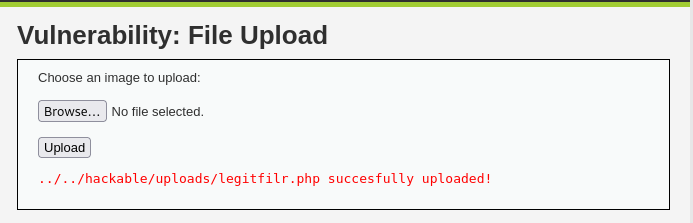 Vulnerability: File Upload
Choose an image to upload:
Browse... No file selected.
Upload
../../hackable/uploads/legitfilr.php succesfully uploaded!